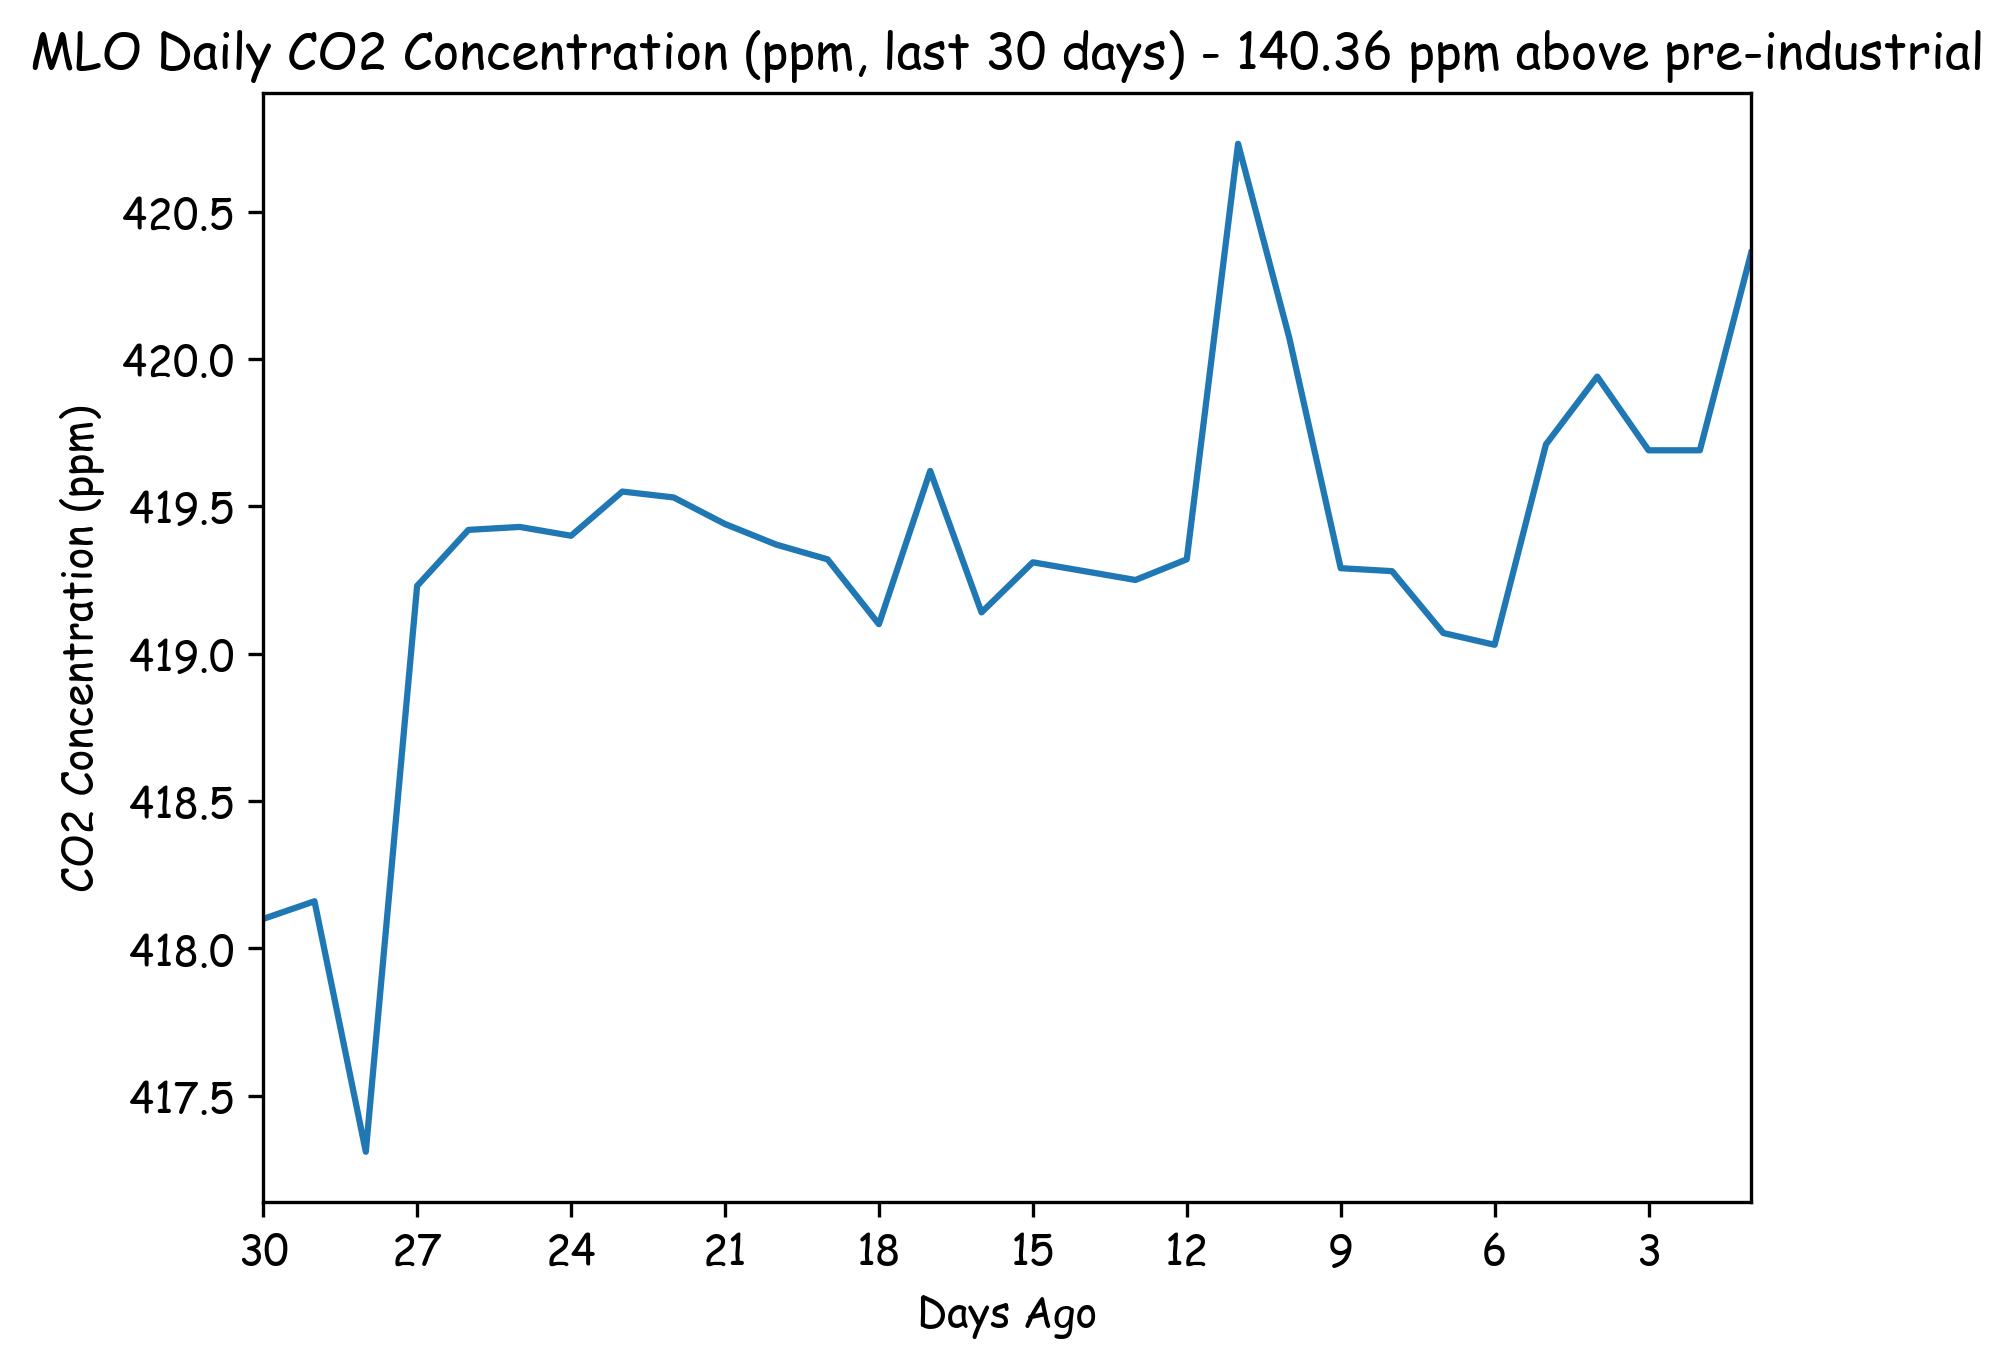 MLO Daily CO2 Concentration (ppm, last 30 days) - 140.36 ppm above pre-industrial
CO2 Concentration (ppm)
420.5
420.0
419.5
419.0
418.5
418.0
417.5
30 27 24 21 18 15 12 9 6 3
Days Ago